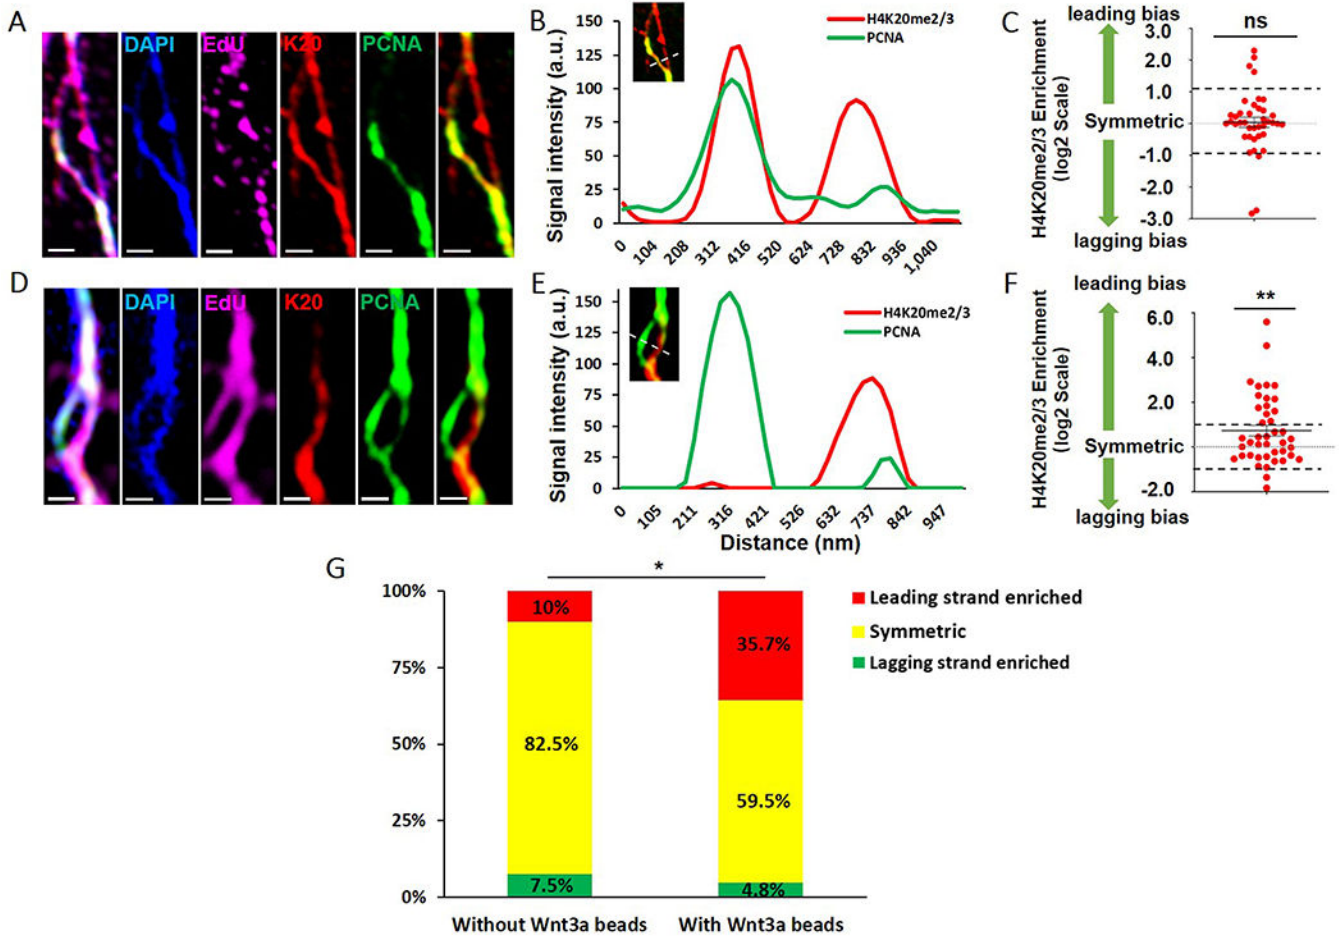 A
DAPI
EdU
K20
PCNA
B
Signal intensity (a.u.)
150
125
100
75
50
25
0
H4K20me2/3
PCNA
0 104 208 312 416 520 624 728 832 936 1,040
C
leading bias
ns
H4K20me2/3 Enrichment
(log2 Scale)
3.0
2.0
1.0
Symmetric
-1.0
-2.0
-3.0
lagging bias
D
DAPI
EdU
K20
PCNA
E
Signal intensity (a.u.)
150
125
100
75
50
25
0
H4K20me2/3
PCNA
0 105 211 316 421 526 632 737 842 947
Distance (nm)
F
leading bias
**
H4K20me2/3 Enrichment
(log2 Scale)
6.0
4.0
2.0
Symmetric
-2.0
lagging bias
G
*
100%
75%
50%
25%
0%
10%
82.5%
7.5%
35.7%
59.5%
4.8%
Leading strand enriched
Symmetric
Lagging strand enriched
Without Wnt3a beads
With Wnt3a beads